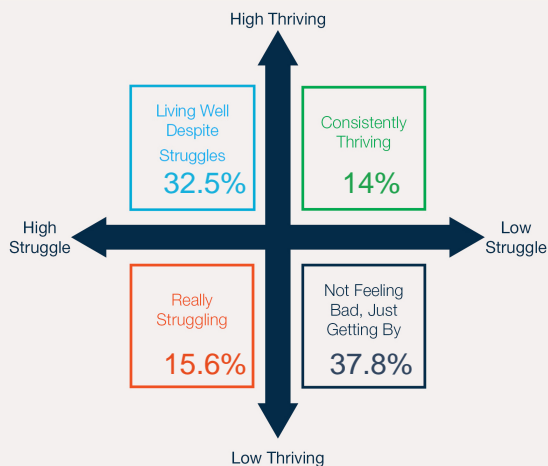 High Thriving
Living Well
Despite
Struggles
32.5%
Consistently
Thriving
14%
High
Struggle
Low
Struggle
Really
Struggling
15.6%
Not Feeling
Bad, Just
Getting By
37.8%
Low Thriving